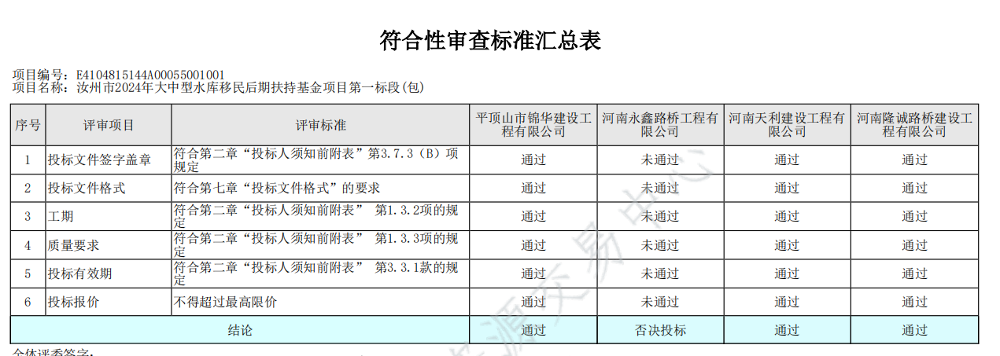 符合性审查标准汇总表
项目编号：E4104815144A00055001001
项目名称：汝州市2024年大中型水库移民后期扶持基金项目第一标段(包)
序号 评审项目 评审标准 平顶山市锦华建设工程有限公司 河南永鑫路桥工程有限公司 河南天利建设工程有限公司 河南隆诚路桥建设工程有限公司
1 投标文件签字盖章 符合第二章“投标人须知前附表”第3.7.3（B）项规定 通过 未通过 通过 通过
2 投标文件格式 符合第七章“投标文件格式”的要求 通过 未通过 通过 通过
3 工期 符合第二章“投标人须知前附表” 第1.3.2项的规定 通过 未通过 通过 通过
4 质量要求 符合第二章“投标人须知前附表” 第1.3.3项的规定 通过 未通过 通过 通过
5 投标有效期 符合第二章“投标人须知前附表” 第3.3.1款的规定 通过 未通过 通过 通过
6 投标报价 不得超过最高限价 通过 未通过 通过 通过
结论 通过 否决投标 通过 通过
全体评委签字：
源交易中心